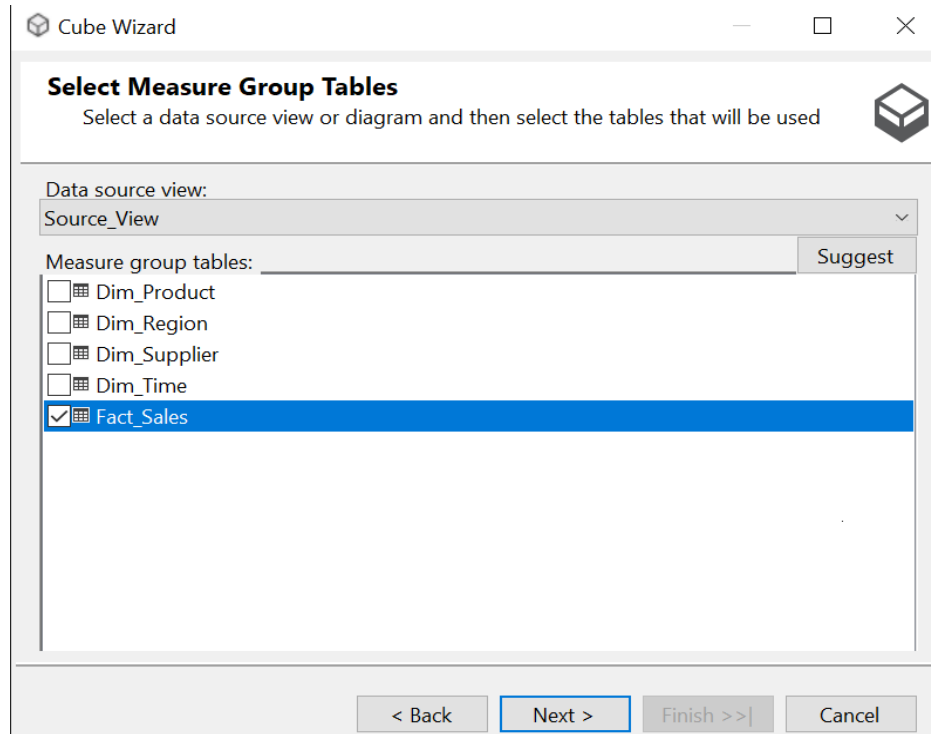 Cube Wizard
Select Measure Group Tables
Select a data source view or diagram and then select the tables that will be used
Data source view:
Source_View
Measure group tables:
Suggest
Dim_Product
Dim_Region
Dim_Supplier
Dim_Time
Fact_Sales
< Back
Next >
Finish >>|
Cancel